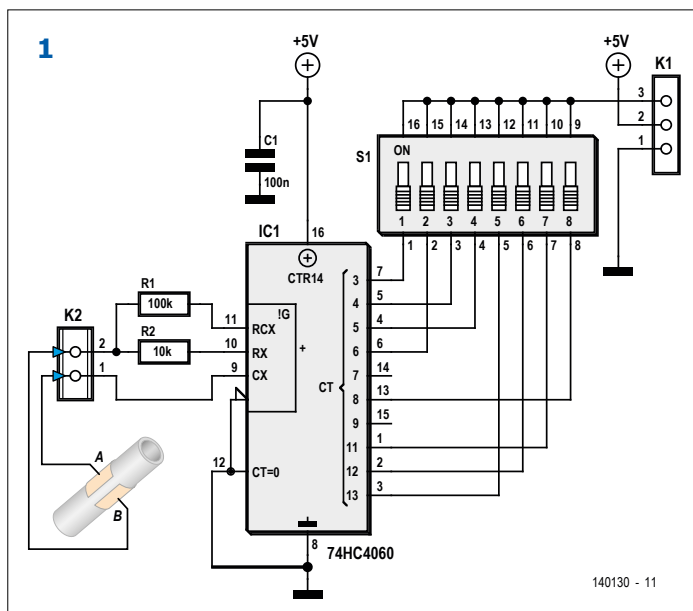 1
+5V
+5V
K1
3
2
1
C1
100n
16 15 14 13 12 11 10 9
S1
ON
1 2 3 4 5 6 7 8
1 2 3 4 5 6 7 8
IC1
16
CTR14
R1
100k
R2
10k
K2
2
1
11 RCX
10 RX
9 CX
!G
+
12 CT=0
CT
3 7
4 5
5 4
6 6
7 14
8 13
9 15
11 1
12 2
13 3
A
B
8
74HC4060
140130 - 11